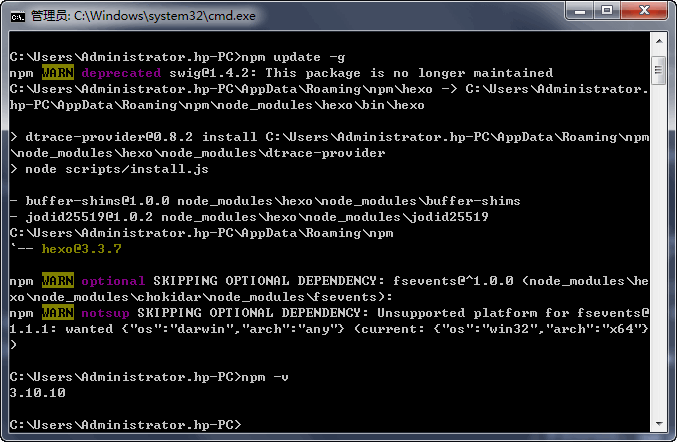 管理员: C:\Windows\system32\cmd.exe
C:\Users\Administrator.hp-PC>npm update -g
npm WARN deprecated swig@1.4.2: This package is no longer maintained
C:\Users\Administrator.hp-PC\AppData\Roaming\npm\hexo -> C:\Users\Administrator.
hp-PC\AppData\Roaming\npm\node_modules\hexo\bin\hexo
> dtrace-provider@0.8.2 install C:\Users\Administrator.hp-PC\AppData\Roaming\npm
\node_modules\hexo\node_modules\dtrace-provider
> node scripts/install.js
- buffer-shims@1.0.0 node_modules\hexo\node_modules\buffer-shims
- jodid25519@1.0.2 node_modules\hexo\node_modules\jodid25519
C:\Users\Administrator.hp-PC\AppData\Roaming\npm
`-- hexo@3.3.7
npm WARN optional SKIPPING OPTIONAL DEPENDENCY: fsevents@^1.0.0 (node_modules\he
xo\node_modules\chokidar\node_modules\fsevents):
npm WARN notsup SKIPPING OPTIONAL DEPENDENCY: Unsupported platform for fsevents@
1.1.1: wanted {"os":"darwin","arch":"any"} (current: {"os":"win32","arch":"x64"}
)
C:\Users\Administrator.hp-PC>npm -v
3.10.10
C:\Users\Administrator.hp-PC>